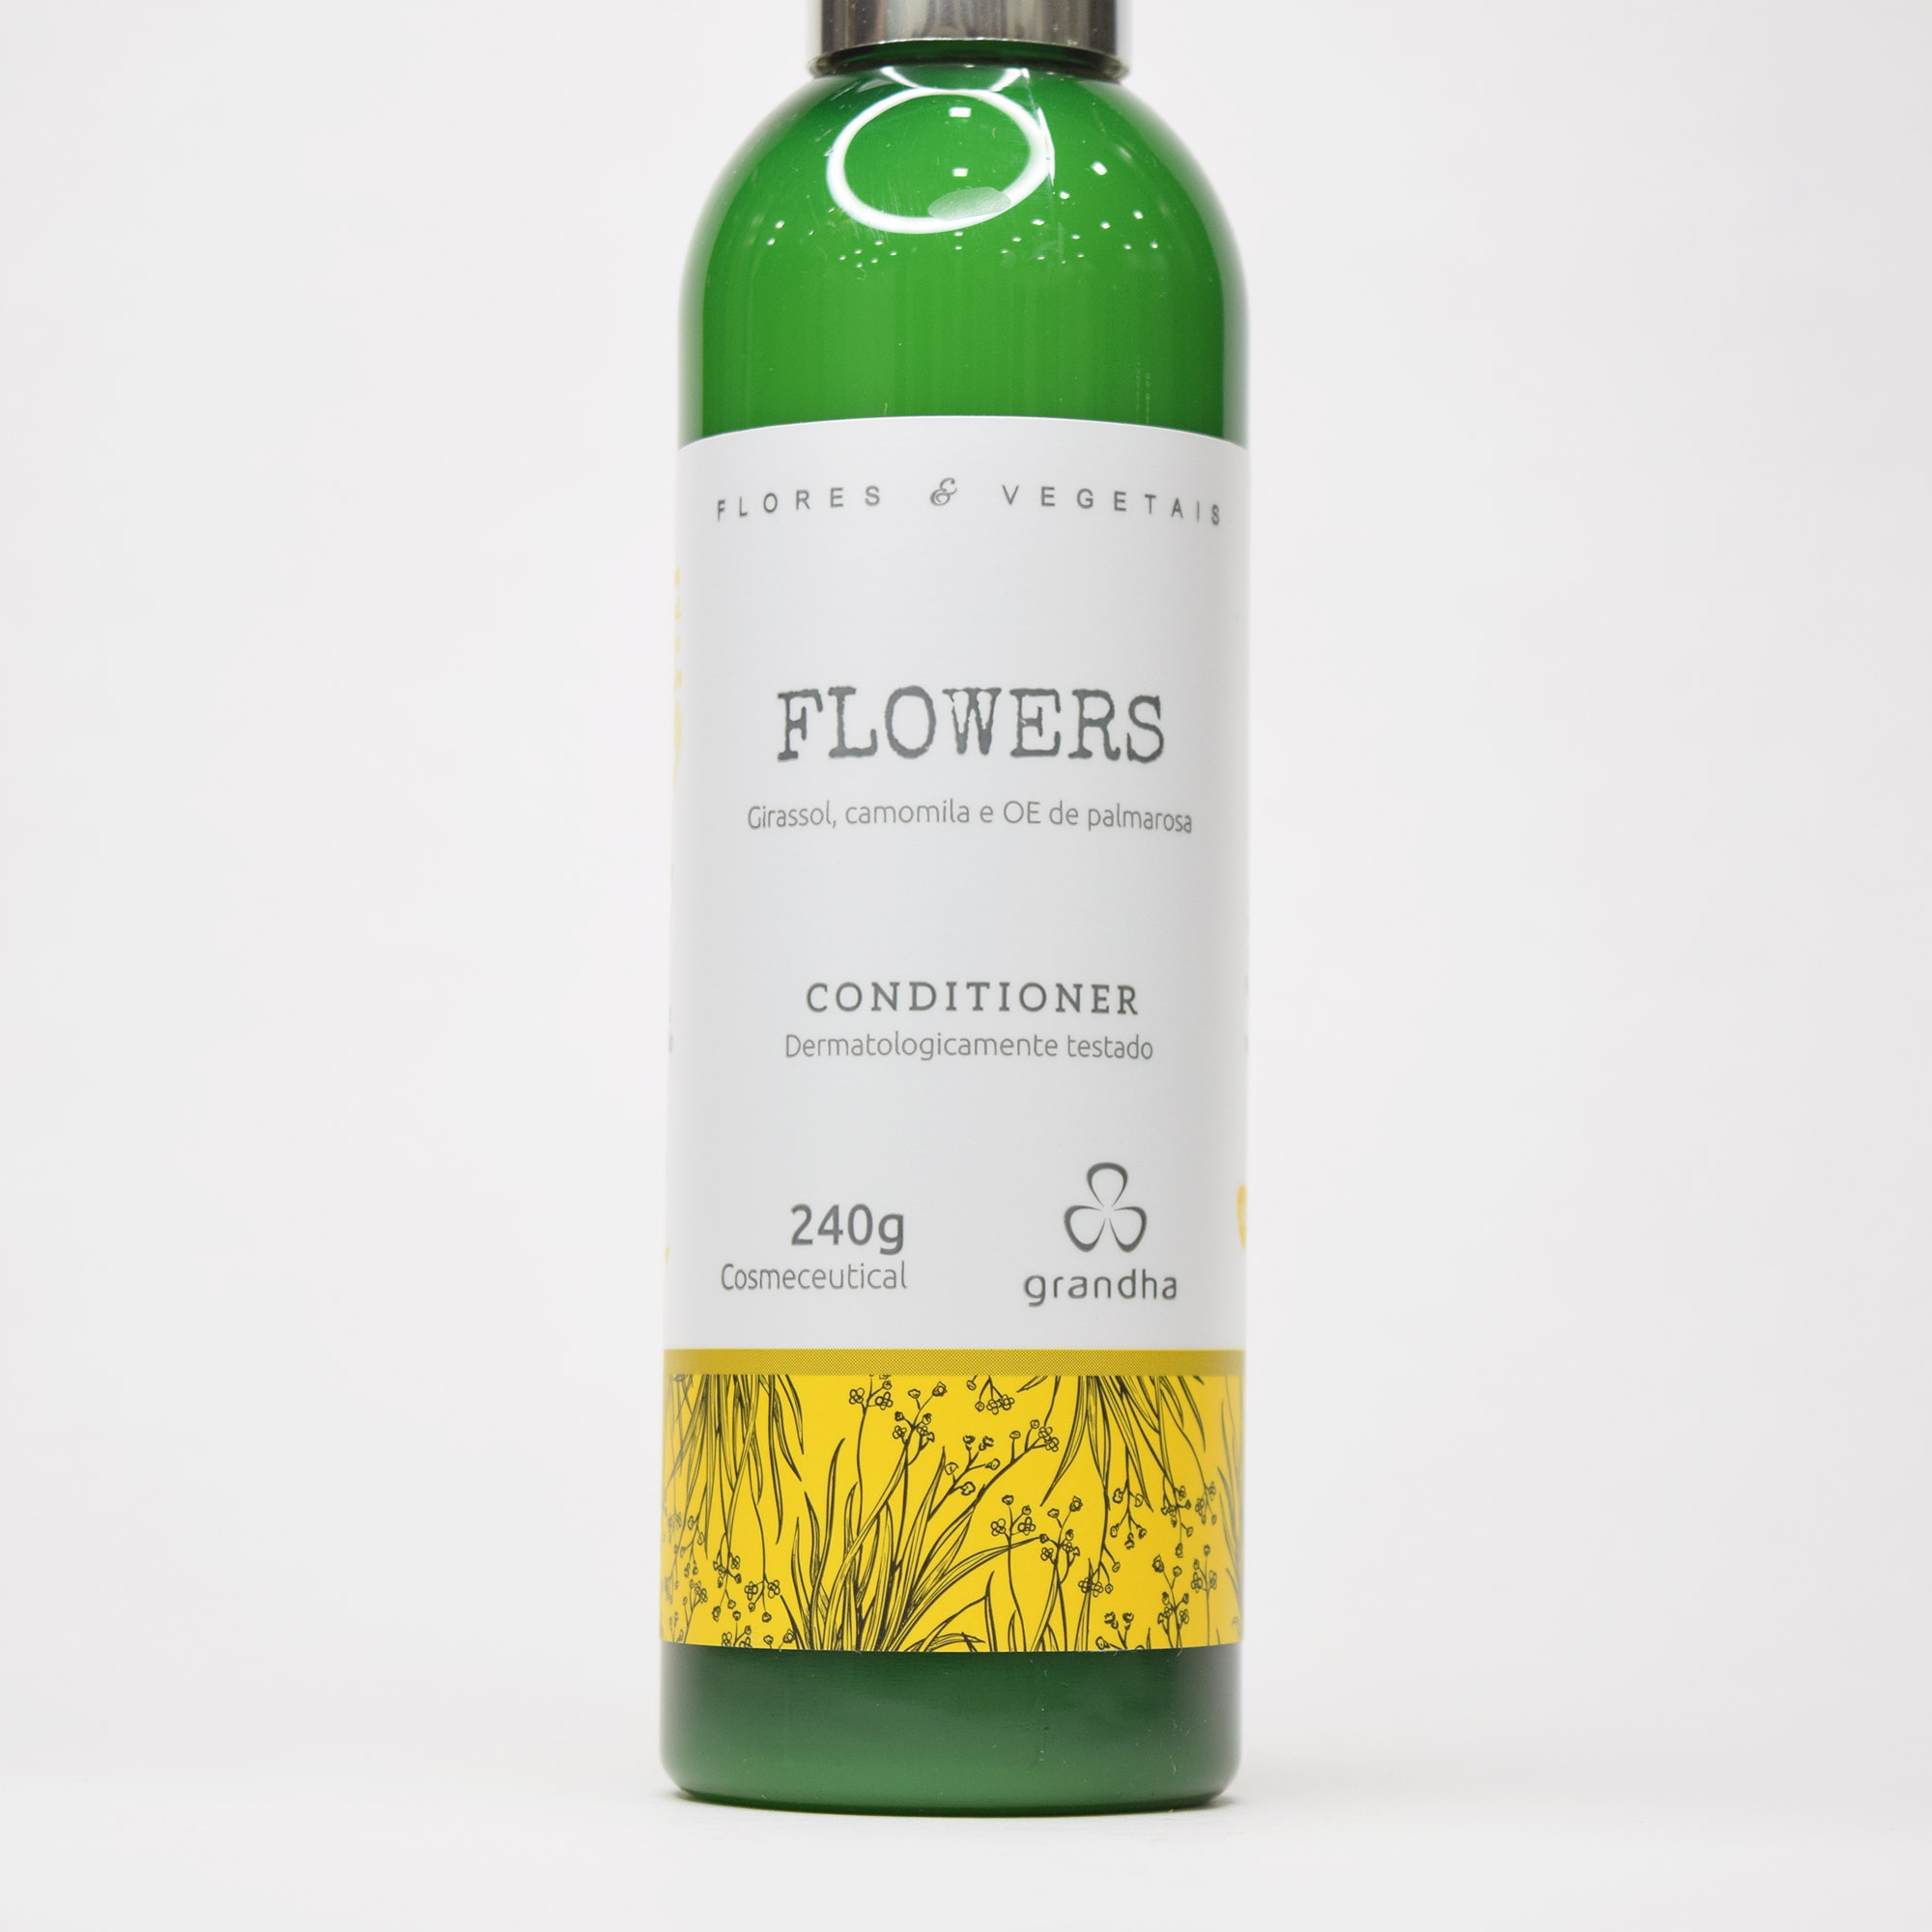 FLORES & VEGETAIS
FLOWERS
Girassol, camomila e OE de palmarosa
CONDITIONER
Dermatologicamente testado
240g
Cosmeceutical
grandha